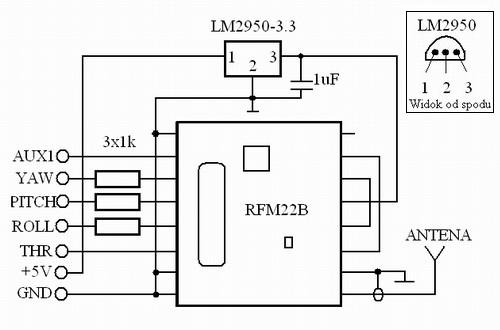 LM2950-3.3
1 2 3
1uF
LM2950
1 2 3
Widok od spodu
3x1k
AUX1
YAW
PITCH
ROLL
THR
+5V
GND
RFM22B
ANTENA